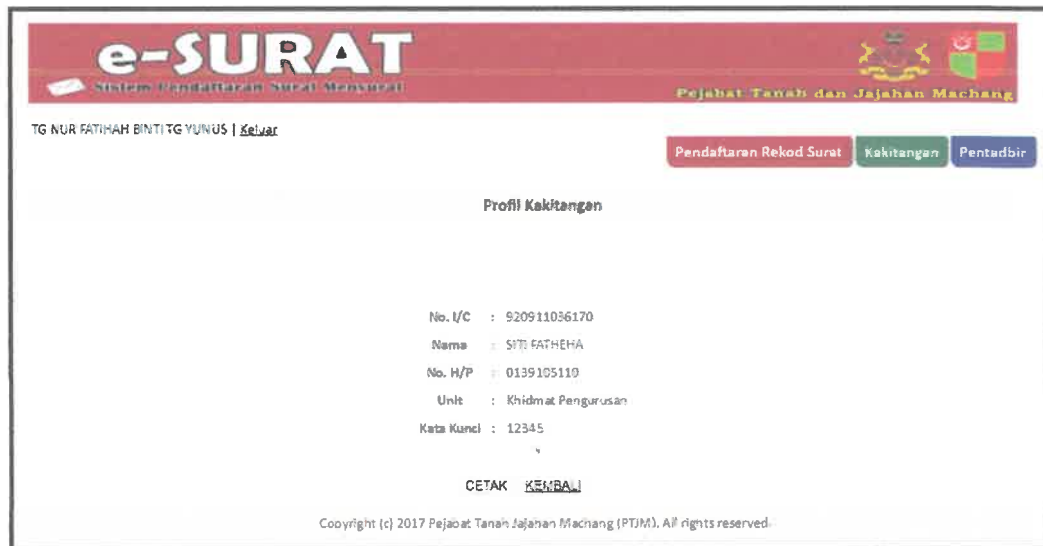 e-SURAT
Sistem Pendaftaran Surat Menyurat
Pejabat Tanah dan Jajahan Machang
TG NUR FATIHAH BINTI TG YUNUS | Keluar
Pendaftaran Rekod Surat Kakitangan Pentadbir
Profil Kakitangan
No. I/C : 920911036170
Nama : SITI FATHEHA
No. H/P : 0139105110
Unit : Khidmat Pengurusan
Kata Kunci : 12345
CETAK KEMBALI
Copyright (c) 2017 Pejabat Tanah Jajahan Machang (PTJM). All rights reserved.